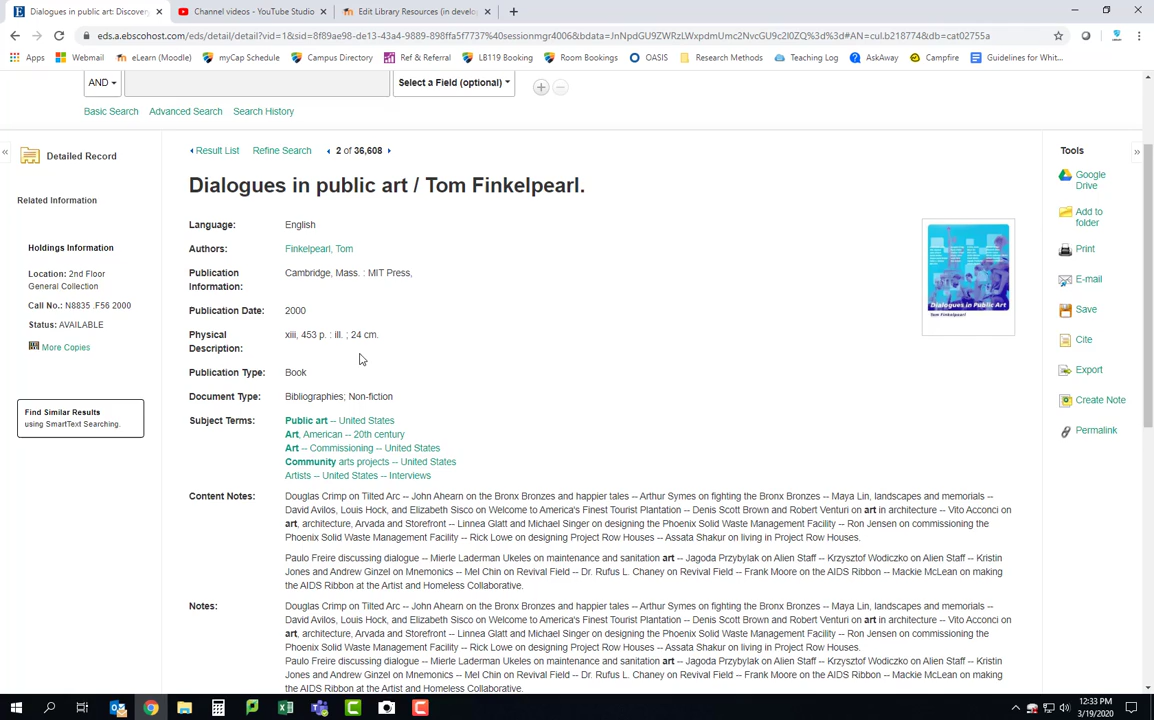 Dialogues in public art: Discovery
Channel videos - YouTube Studio
Edit Library Resources (in develo
eds.a.ebscohost.com/eds/detail/detail?vid=1&sid=8f89ae98-de13-43a4-9889-898ffa5f7737%40sessionmgr4006&bdata=JnNpdGU9ZWRzLWxpdmUmc2NvcGU9c2l0ZQ%3d%3d#AN=cul.b218774&db=cat02755a
Apps Webmail eLearn (Moodle) myCap Schedule Campus Directory Ref & Referral LB119 Booking Room Bookings OASIS Research Methods Teaching Log AskAway Campfire Guidelines for Whit...
AND Select a Field (optional)
Basic Search Advanced Search Search History
Detailed Record
Related Information
Holdings Information
Location: 2nd Floor
General Collection
Call No.: N8835 .F56 2000
Status: AVAILABLE
More Copies
Find Similar Results
using SmartText Searching.
Result List Refine Search 2 of 36,608
Dialogues in public art / Tom Finkelpearl.
Language: English
Authors: Finkelpearl, Tom
Publication Information: Cambridge, Mass. : MIT Press,
Publication Date: 2000
Physical Description: xiii, 453 p. : ill. ; 24 cm.
Publication Type: Book
Document Type: Bibliographies; Non-fiction
Subject Terms: Public art -- United States
Art, American -- 20th century
Art -- Commissioning -- United States
Community arts projects -- United States
Artists -- United States -- Interviews
Content Notes: Douglas Crimp on Tilted Arc -- John Ahearn on the Bronx Bronzes and happier tales -- Arthur Symes on fighting the Bronx Bronzes -- Maya Lin, landscapes and memorials --
David Avilos, Louis Hock, and Elizabeth Sisco on Welcome to America's Finest Tourist Plantation -- Denis Scott Brown and Robert Venturi on art in architecture -- Vito Acconci on
art, architecture, Arvada and Storefront -- Linnea Glatt and Michael Singer on designing the Phoenix Solid Waste Management Facility -- Ron Jensen on commissioning the
Phoenix Solid Waste Management Facility -- Rick Lowe on designing Project Row Houses -- Assata Shakur on living in Project Row Houses.
Paulo Freire discussing dialogue -- Mierle Laderman Ukeles on maintenance and sanitation art -- Jagoda Przybylak on Alien Staff -- Krzysztof Wodiczko on Alien Staff -- Kristin
Jones and Andrew Ginzel on Mnemonics -- Mel Chin on Revival Field -- Dr. Rufus L. Chaney on Revival Field -- Frank Moore on the AIDS Ribbon -- Mackie McLean on making
the AIDS Ribbon at the Artist and Homeless Collaborative.
Notes: Douglas Crimp on Tilted Arc -- John Ahearn on the Bronx Bronzes and happier tales -- Arthur Symes on fighting the Bronx Bronzes -- Maya Lin, landscapes and memorials --
David Avilos, Louis Hock, and Elizabeth Sisco on Welcome to America's Finest Tourist Plantation -- Denis Scott Brown and Robert Venturi on art in architecture -- Vito Acconci on
art, architecture, Arvada and Storefront -- Linnea Glatt and Michael Singer on designing the Phoenix Solid Waste Management Facility -- Ron Jensen on commissioning the
Phoenix Solid Waste Management Facility -- Rick Lowe on designing Project Row Houses -- Assata Shakur on living in Project Row Houses.
Paulo Freire discussing dialogue -- Mierle Laderman Ukeles on maintenance and sanitation art -- Jagoda Przybylak on Alien Staff -- Krzysztof Wodiczko on Alien Staff -- Kristin
Jones and Andrew Ginzel on Mnemonics -- Mel Chin on Revival Field -- Dr. Rufus L. Chaney on Revival Field -- Frank Moore on the AIDS Ribbon -- Mackie McLean on making
the AIDS Ribbon at the Artist and Homeless Collaborative.
Dialogues in Public Art
Tom Finkelpearl
Tools
Google
Drive
Add to
folder
Print
E-mail
Save
Cite
Export
Create Note
Permalink
12:33 PM
3/19/2020